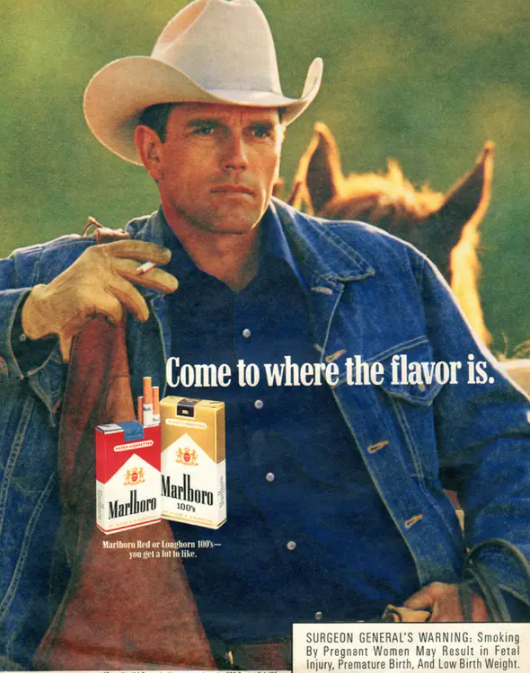 Come to where the flavor is.
Marlboro
Marlboro
100's
Marlboro Red or Longhorn 100's—
you get a lot to like.
SURGEON GENERAL'S WARNING: Smoking
By Pregnant Women May Result in Fetal
Injury, Premature Birth, And Low Birth Weight.